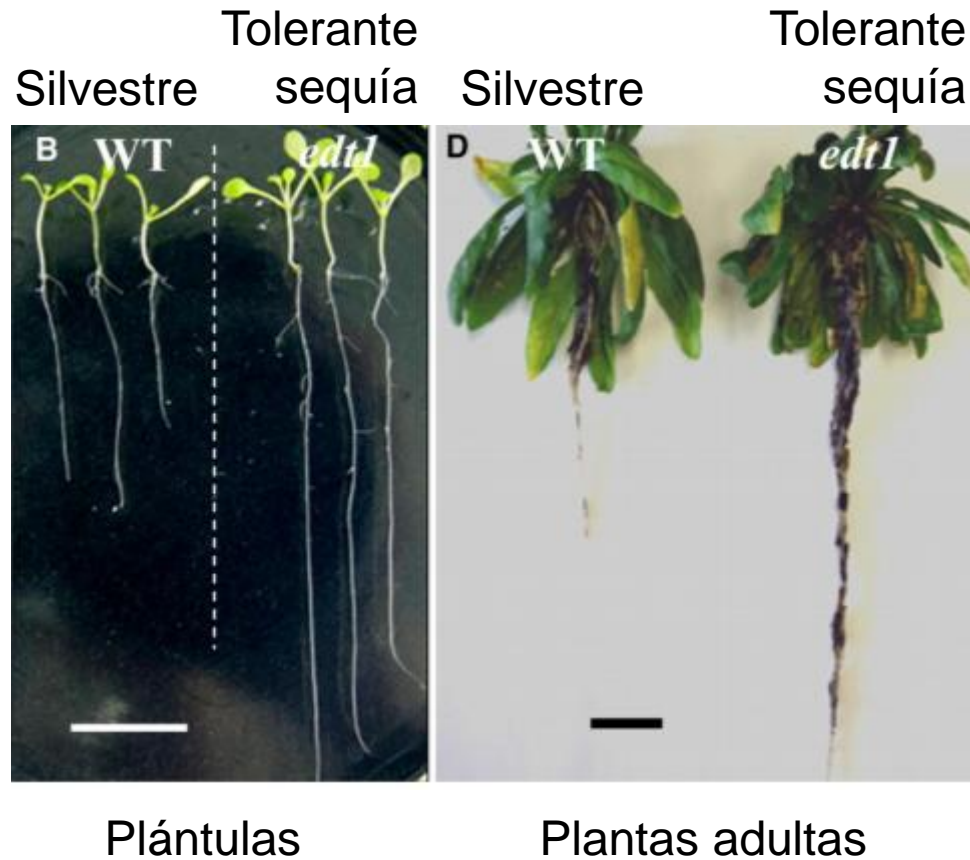 Silvestre
Tolerante
sequía
Silvestre
Tolerante
sequía
B
WT
edt1
D
WT
edt1
Plántulas
Plantas adultas